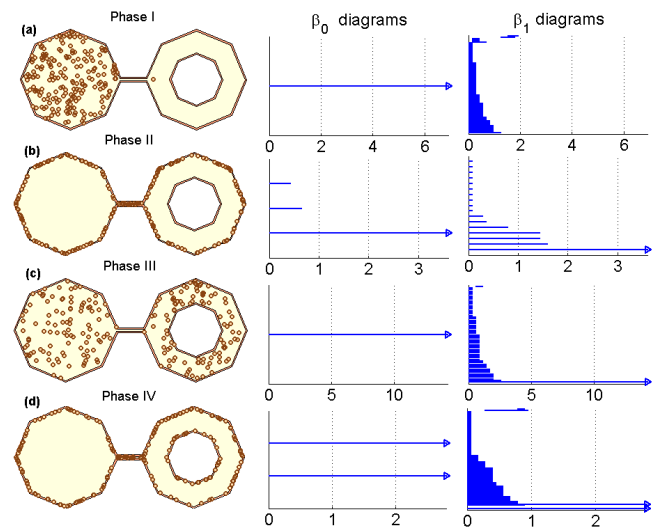 Phase I
β0 diagrams
β1 diagrams
(a)
0 2 4 6
0 2 4 6
Phase II
(b)
0 1 2 3
0 1 2 3
Phase III
(c)
0 5 10
0 5 10
Phase IV
(d)
0 1 2
0 1 2